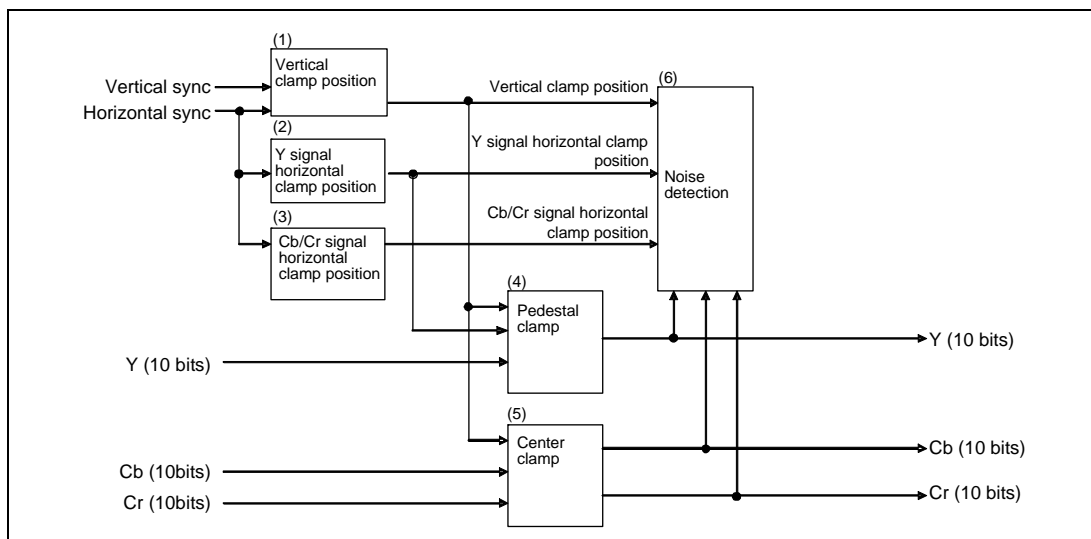 (1)
Vertical
clamp position
Vertical sync
Horizontal sync
(2)
Y signal
horizontal
clamp position
(3)
Cb/Cr signal
horizontal
clamp position
Vertical clamp position
Y signal horizontal clamp
position
Cb/Cr signal horizontal
clamp position
(6)
Noise
detection
(4)
Pedestal
clamp
Y (10 bits)
Y (10 bits)
(5)
Center
clamp
Cb (10bits)
Cr (10bits)
Cb (10 bits)
Cr (10 bits)